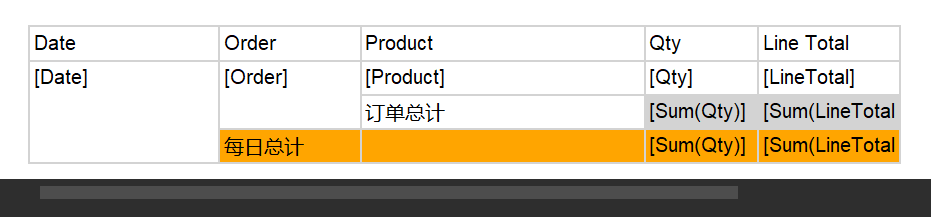 Date Order Product Qty Line Total
[Date] [Order] [Product] [Qty] [LineTotal]
订单总计 [Sum(Qty)] [Sum(LineTotal
每日总计 [Sum(Qty)] [Sum(LineTotal